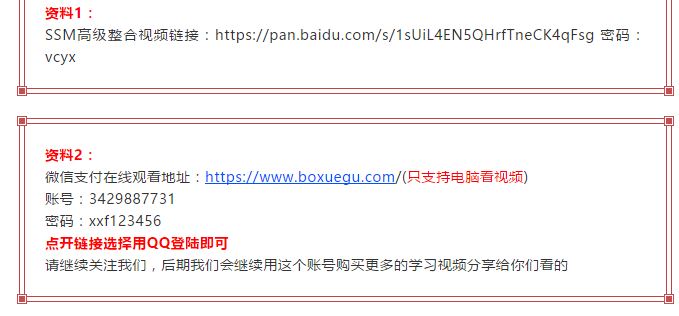 资料1：
SSM高级整合视频链接：https://pan.baidu.com/s/1sUiL4EN5QHrfTneCK4qFsg 密码：
vcyx
资料2：
微信支付在线观看地址：https://www.boxuegu.com/(只支持电脑看视频)
账号：3429887731
密码：xxf123456
点开链接选择用QQ登陆即可
请继续关注我们，后期我们会继续用这个账号购买更多的学习视频分享给你们看的